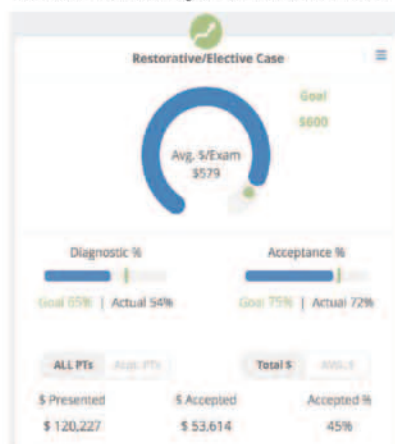 Restorative/Elective Case
Goal
$600
Avg. $/Exam
$579
Diagnostic %
Acceptance %
Goal 65% | Actual 54%
Goal 75% | Actual 72%
ALL PTs
Total $
AVG. $
$ Presented
$ Accepted
Accepted %
$ 120,227
$ 53,614
45%